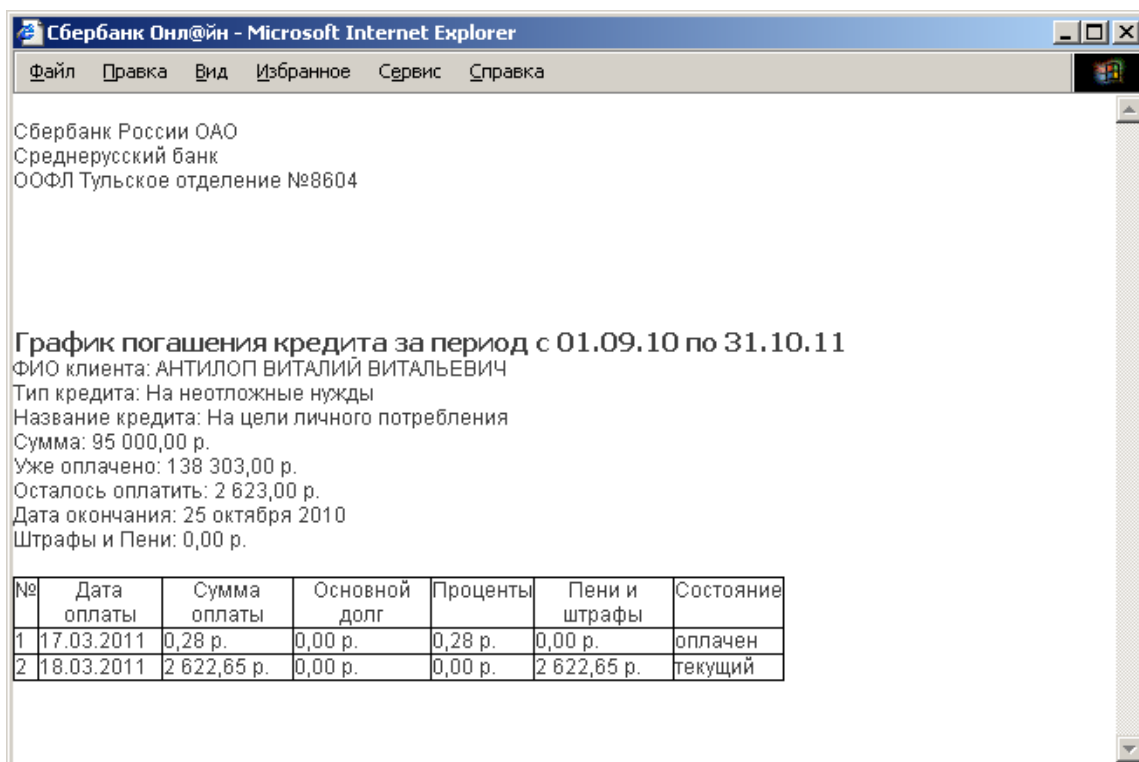 Сбербанк Онл@йн - Microsoft Internet Explorer
Файл Правка Вид Избранное Сервис Справка
Сбербанк России ОАО
Среднерусский банк
ООФЛ Тульское отделение №8604
График погашения кредита за период с 01.09.10 по 31.10.11
ФИО клиента: АНТИЛОП ВИТАЛИЙ ВИТАЛЬЕВИЧ
Тип кредита: На неотложные нужды
Название кредита: На цели личного потребления
Сумма: 95 000,00 р.
Уже оплачено: 138 303,00 р.
Осталось оплатить: 2 623,00 р.
Дата окончания: 25 октября 2010
Штрафы и Пени: 0,00 р.
№ Дата оплаты Сумма оплаты Основной долг Проценты Пени и штрафы Состояние
1 17.03.2011 0,28 р. 0,00 р. 0,28 р. 0,00 р. оплачен
2 18.03.2011 2 622,65 р. 0,00 р. 0,00 р. 2 622,65 р. текущий